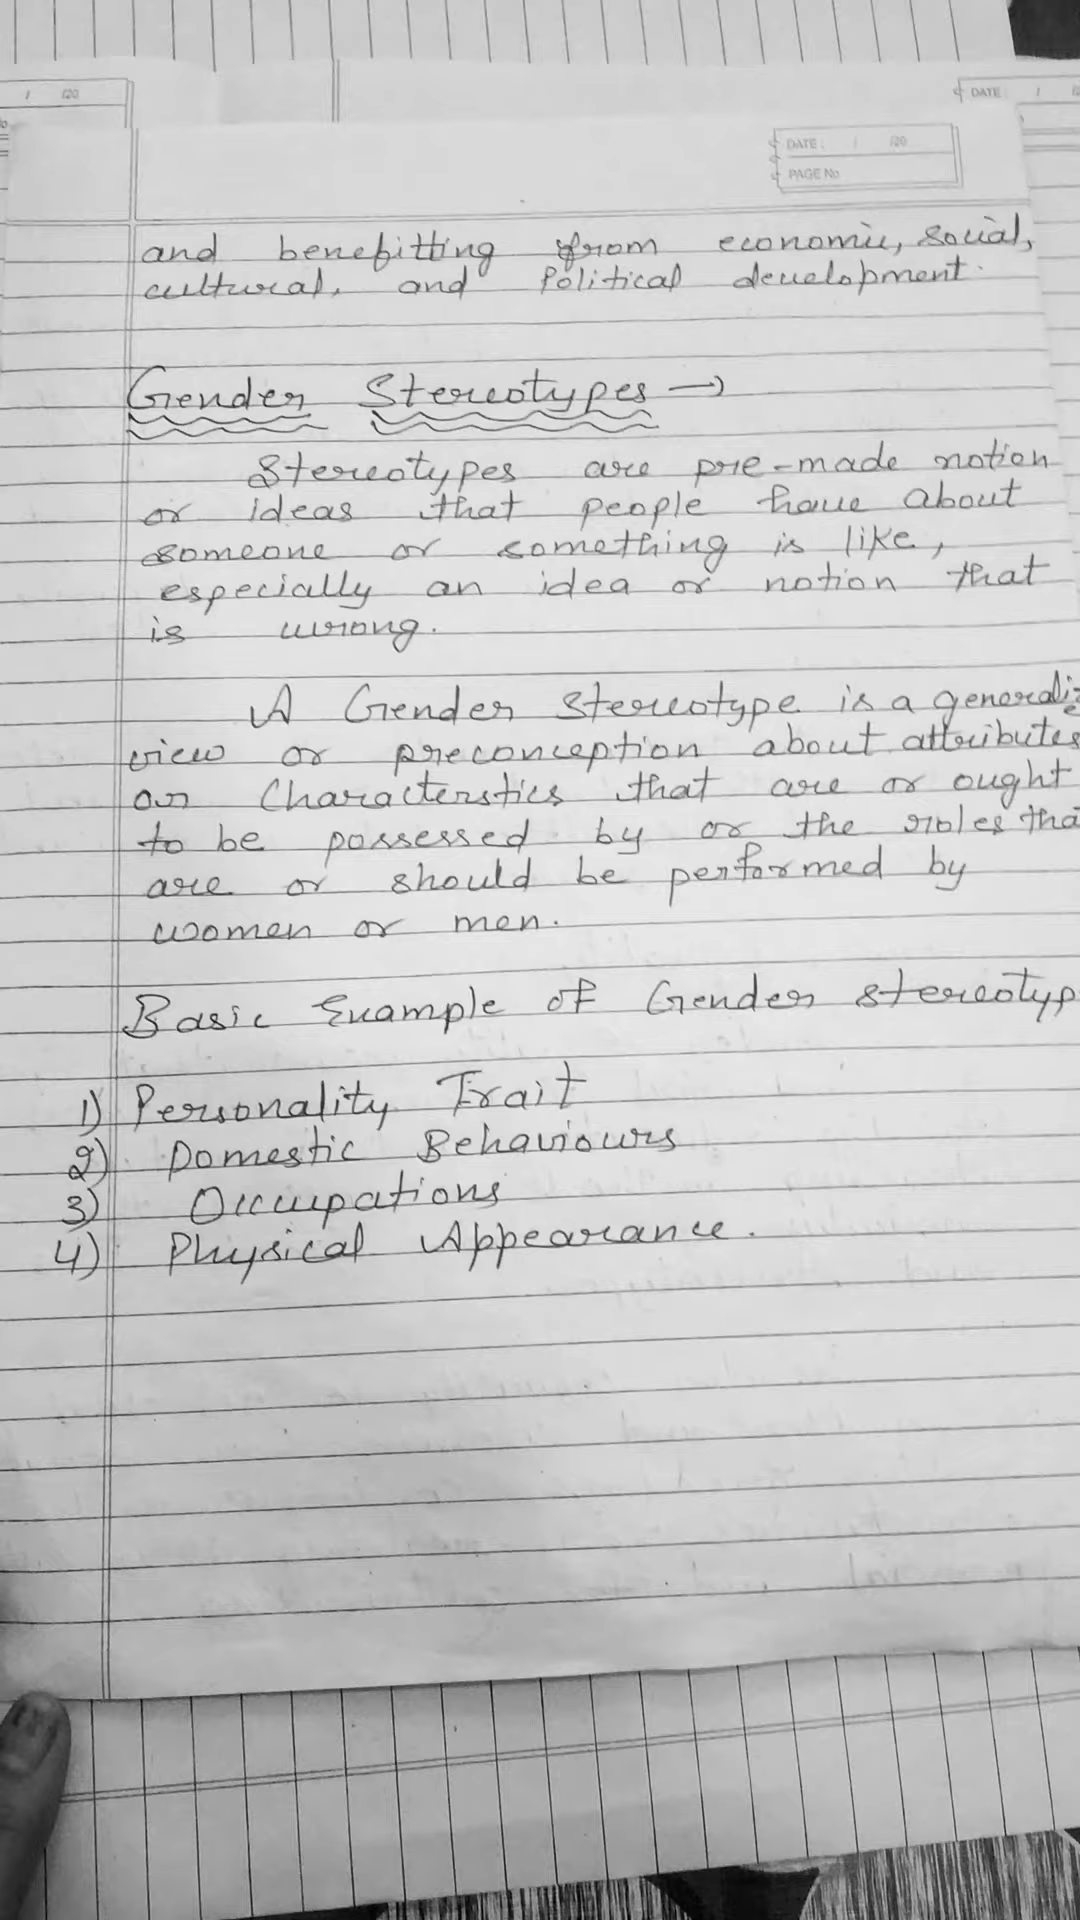 / /20
DATE / /2
DATE : / /20
PAGE No
and benefitting from economic, social,
cultural, and Political development.
Gender Stereotypes →
Stereotypes are pre-made notion
or ideas that people have about
someone or something is like,
especially an idea or notion that
is wrong.
A Gender stereotype is a generali-
view or preconception about attributes
or Characterstics that are or ought
to be possessed by or the roles tha
are or should be performed by
women or men.
Basic Example of Gender stereotyp
1) Personality Trait
2) Domestic Behaviours
3) Occupations
4) Physical Appearance.